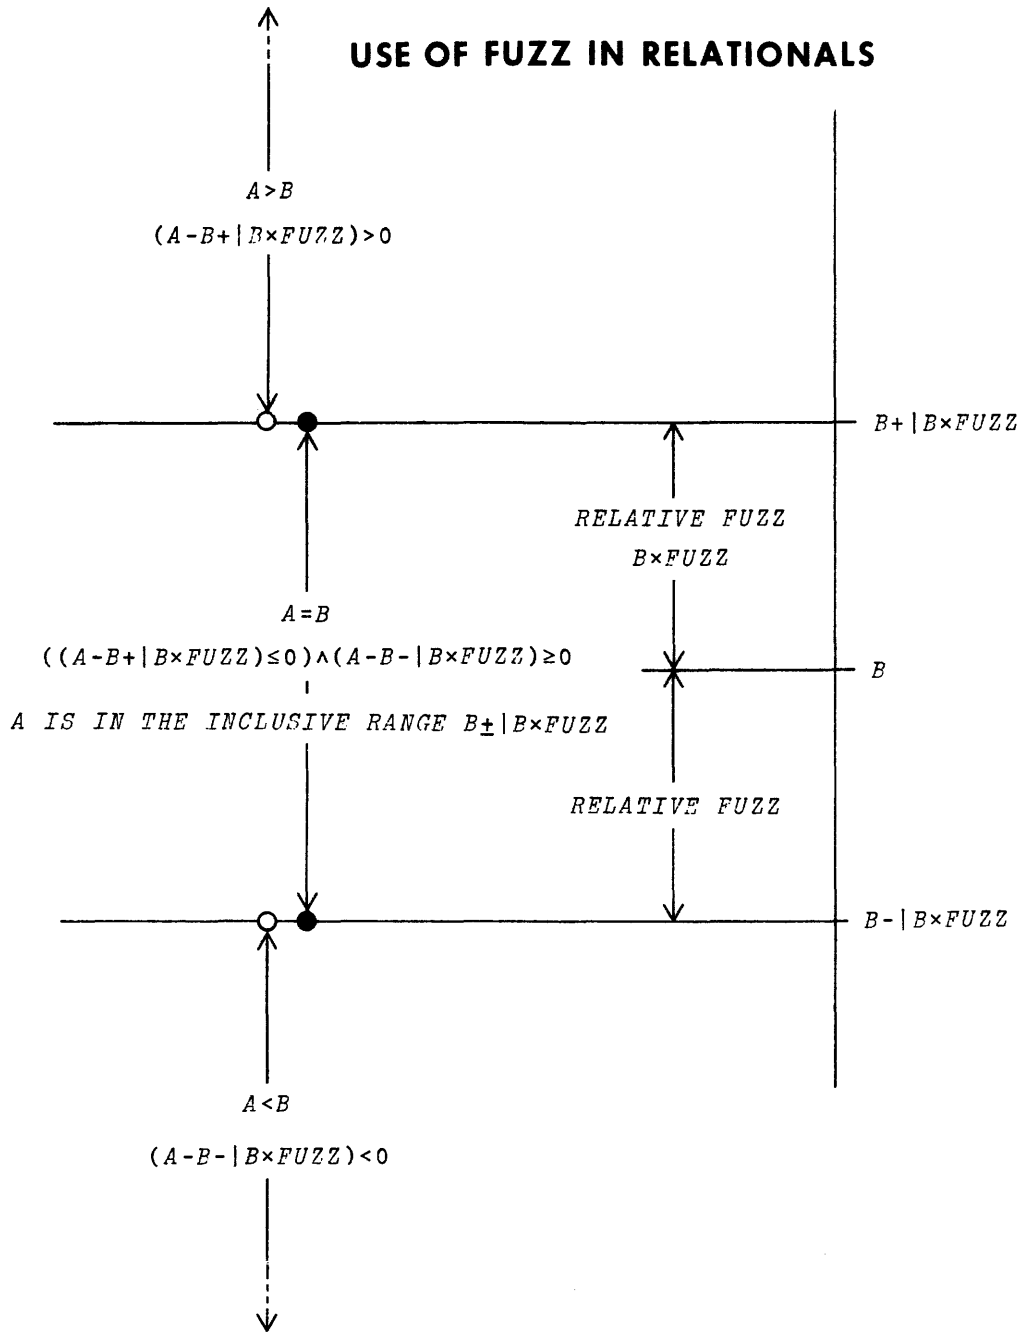 USE OF FUZZ IN RELATIONALS
A>B
(A-B+|B×FUZZ)>0
B+|B×FUZZ
RELATIVE FUZZ
B×FUZZ
A=B
((A-B+|B×FUZZ)≤0)∧(A-B-|B×FUZZ)≥0
B
A IS IN THE INCLUSIVE RANGE B±|B×FUZZ
RELATIVE FUZZ
B-|B×FUZZ
A<B
(A-B-|B×FUZZ)<0